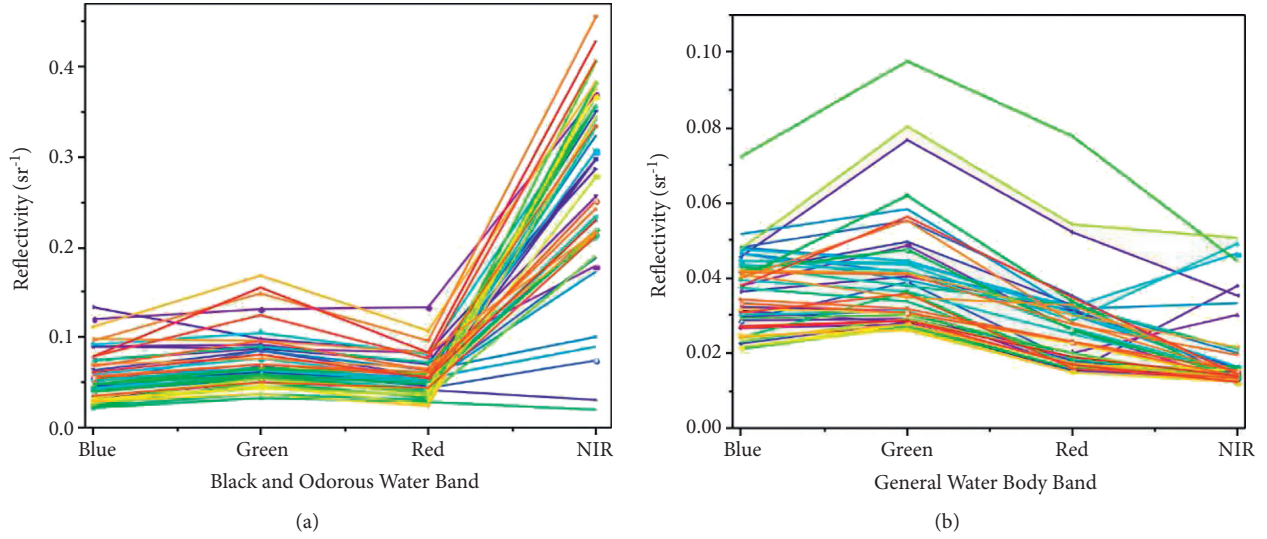 0.4
0.3
0.2
0.1
0.0
Reflectivity (sr-1)
Blue Green Red NIR
Black and Odorous Water Band
(a)
0.10
0.08
0.06
0.04
0.02
0.00
Reflectivity (sr-1)
Blue Green Red NIR
General Water Body Band
(b)